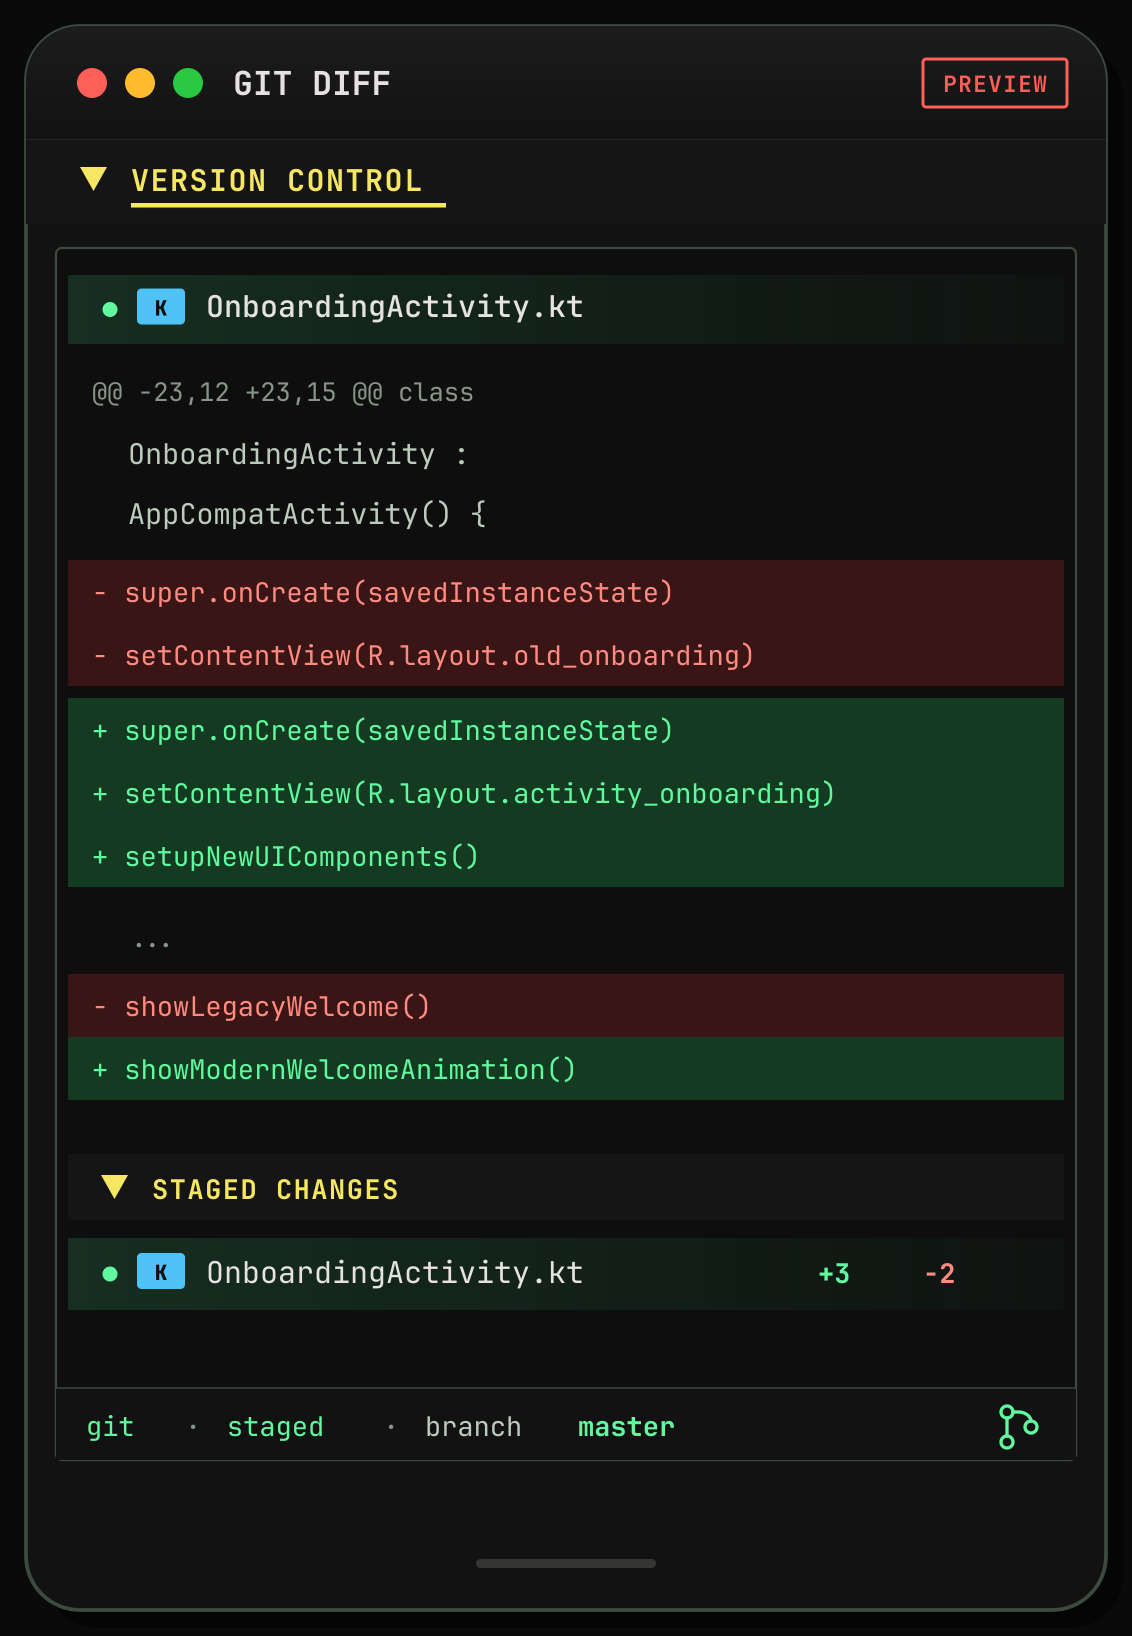 GIT DIFF
PREVIEW
▼ VERSION CONTROL
K OnboardingActivity.kt
@@ -23,12 +23,15 @@ class
OnboardingActivity :
AppCompatActivity() {
- super.onCreate(savedInstanceState)
- setContentView(R.layout.old_onboarding)
+ super.onCreate(savedInstanceState)
+ setContentView(R.layout.activity_onboarding)
+ setupNewUIComponents()
...
- showLegacyWelcome()
+ showModernWelcomeAnimation()
▼ STAGED CHANGES
K OnboardingActivity.kt +3 -2
git · staged · branch master